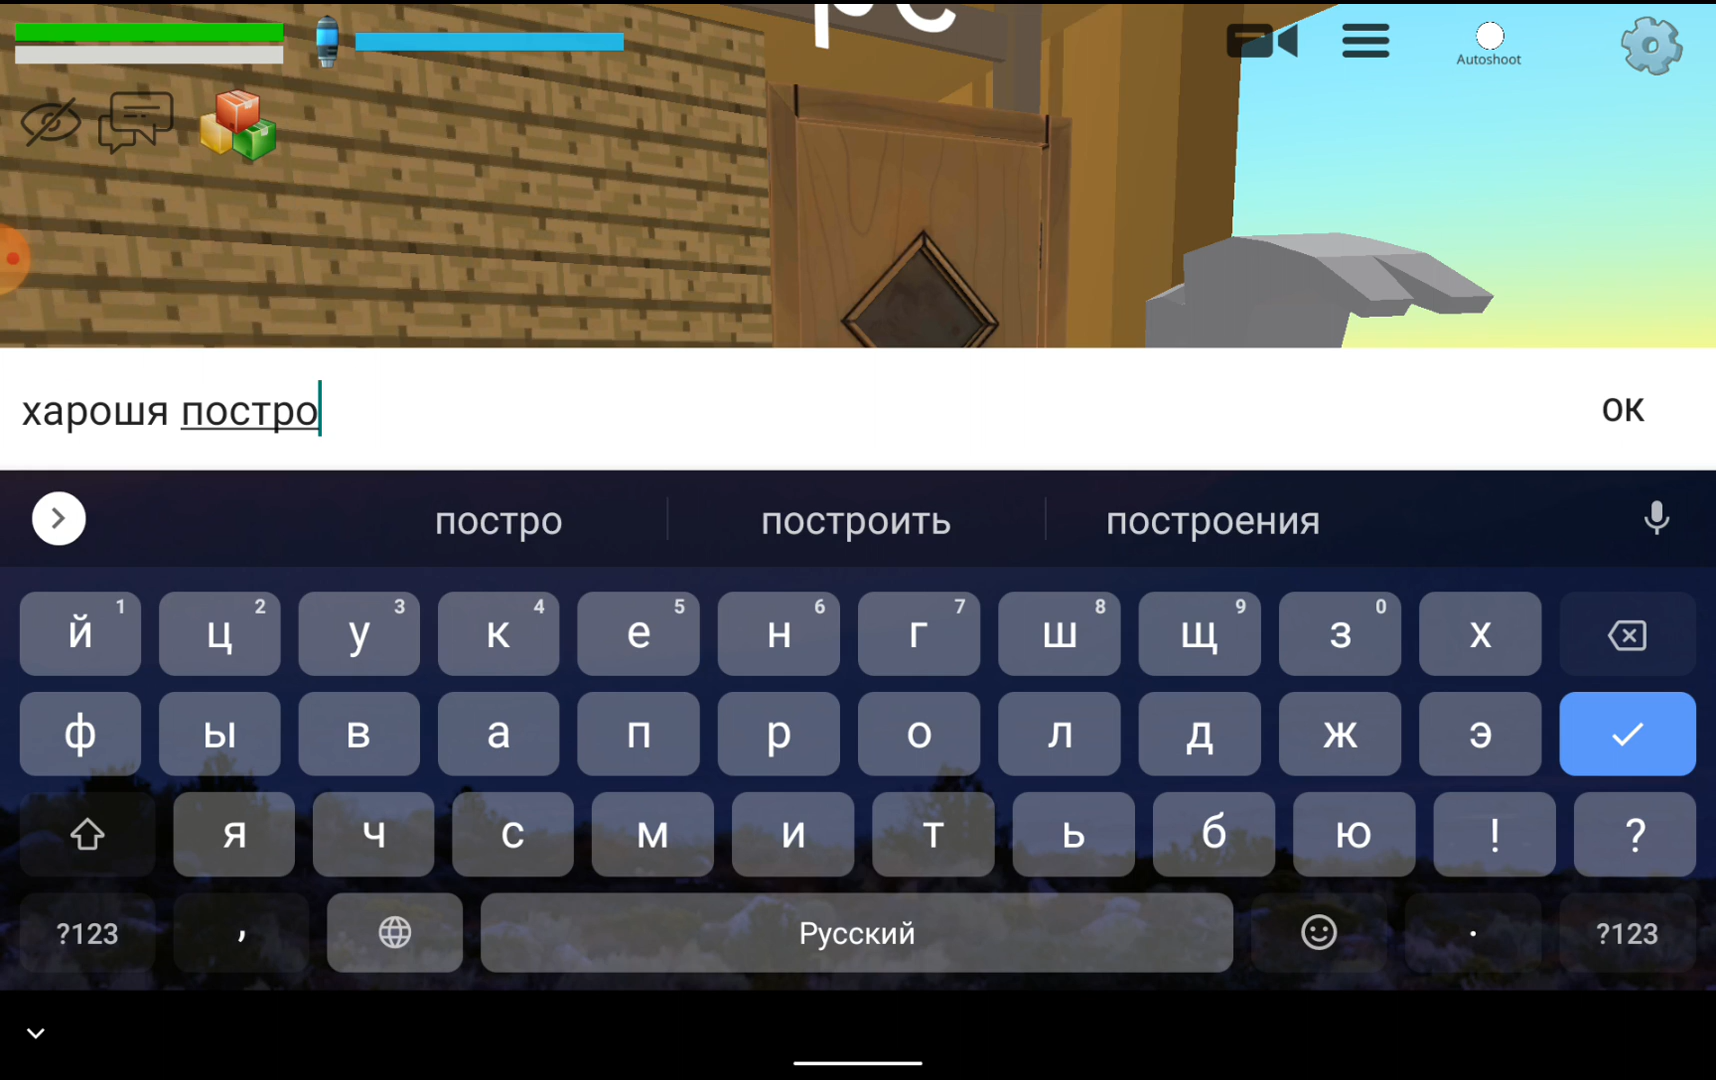 Autoshoot
харошя постро
ОК
постро
построить
построения
й 1 ц 2 у 3 к 4 е 5 н 6 г 7 ш 8 щ 9 з 0 х
ф ы в а п р о л д ж э
я ч с м и т ь б ю ! ?
?123 , Русский . ?123